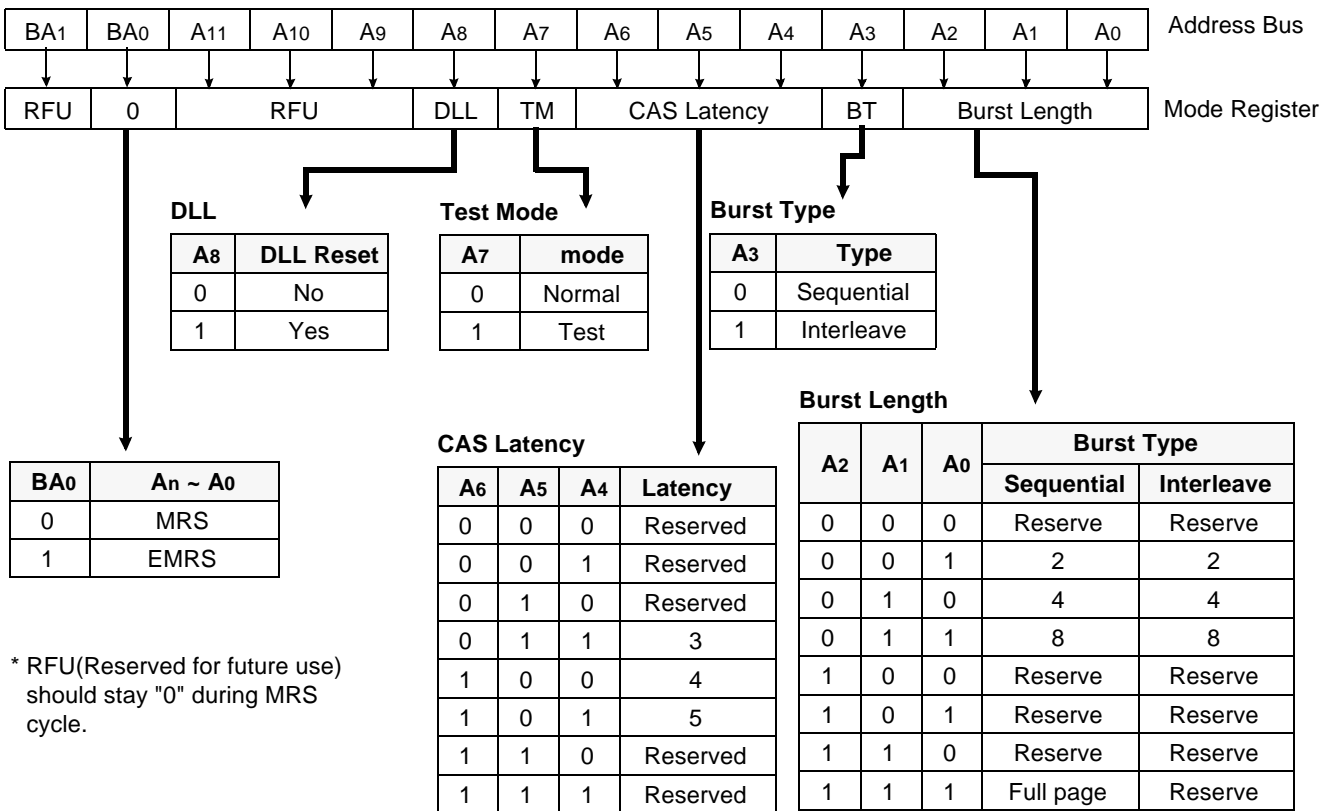 BA1 BA0 A11 A10 A9 A8 A7 A6 A5 A4 A3 A2 A1 A0 Address Bus
RFU 0 RFU DLL TM CAS Latency BT Burst Length Mode Register
DLL
A8 DLL Reset
0 No
1 Yes
Test Mode
A7 mode
0 Normal
1 Test
Burst Type
A3 Type
0 Sequential
1 Interleave
BA0 An ~ A0
0 MRS
1 EMRS
* RFU(Reserved for future use)
should stay "0" during MRS
cycle.
CAS Latency
A6 A5 A4 Latency
0 0 0 Reserved
0 0 1 Reserved
0 1 0 Reserved
0 1 1 3
1 0 0 4
1 0 1 5
1 1 0 Reserved
1 1 1 Reserved
Burst Length
A2 A1 A0 Burst Type
Sequential Interleave
0 0 0 Reserve Reserve
0 0 1 2 2
0 1 0 4 4
0 1 1 8 8
1 0 0 Reserve Reserve
1 0 1 Reserve Reserve
1 1 0 Reserve Reserve
1 1 1 Full page Reserve